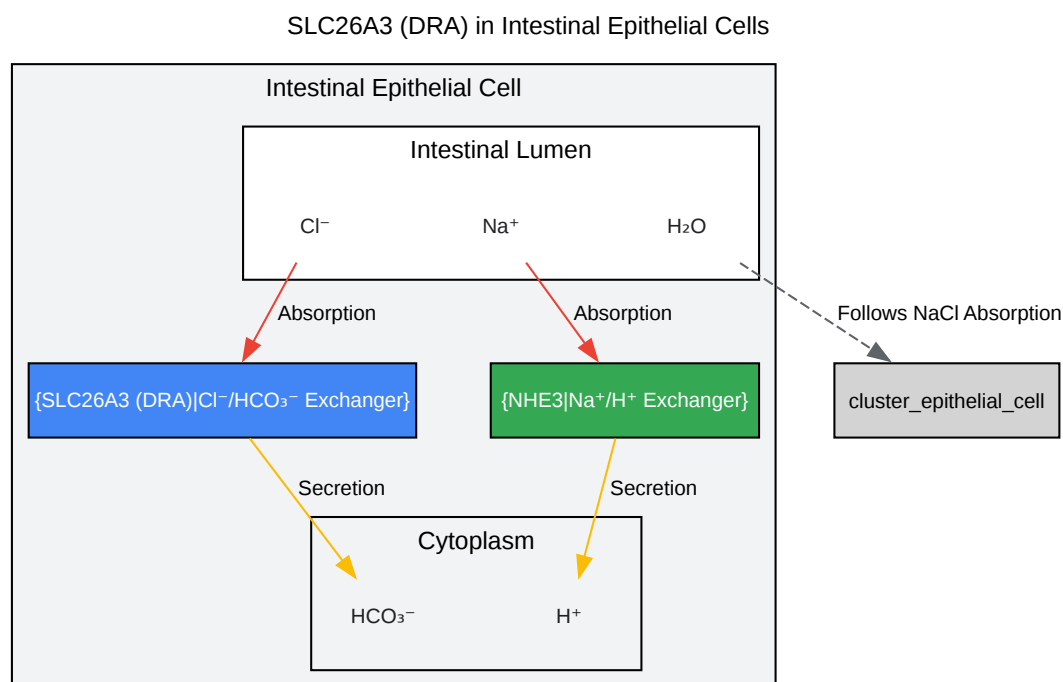 SLC26A3 (DRA) in Intestinal Epithelial Cells
Intestinal Epithelial Cell
Intestinal Lumen
Cl⁻
Na⁺
H₂O
Absorption
Absorption
Follows NaCl Absorption
{SLC26A3 (DRA)|Cl⁻/HCO₃⁻ Exchanger}
{NHE3|Na⁺/H⁺ Exchanger}
cluster_epithelial_cell
Secretion
Secretion
Cytoplasm
HCO₃⁻
H⁺